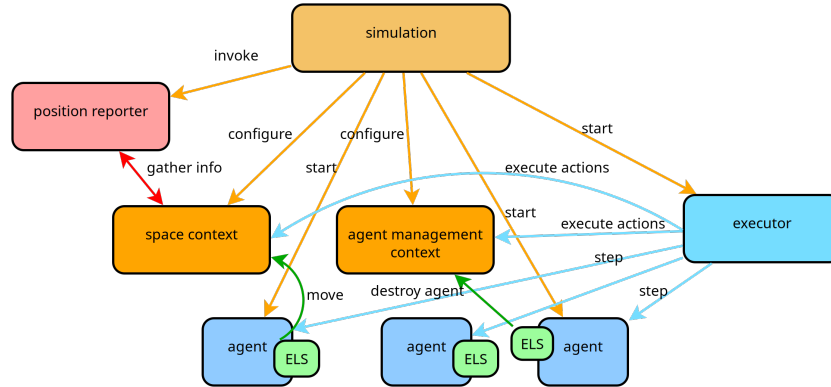 simulation
invoke
position reporter
configure
configure
start
gather info
start
execute actions
start
execute actions
space context
agent management
context
executor
step
move
destroy agent
step
agent
ELS
agent
ELS
ELS
agent